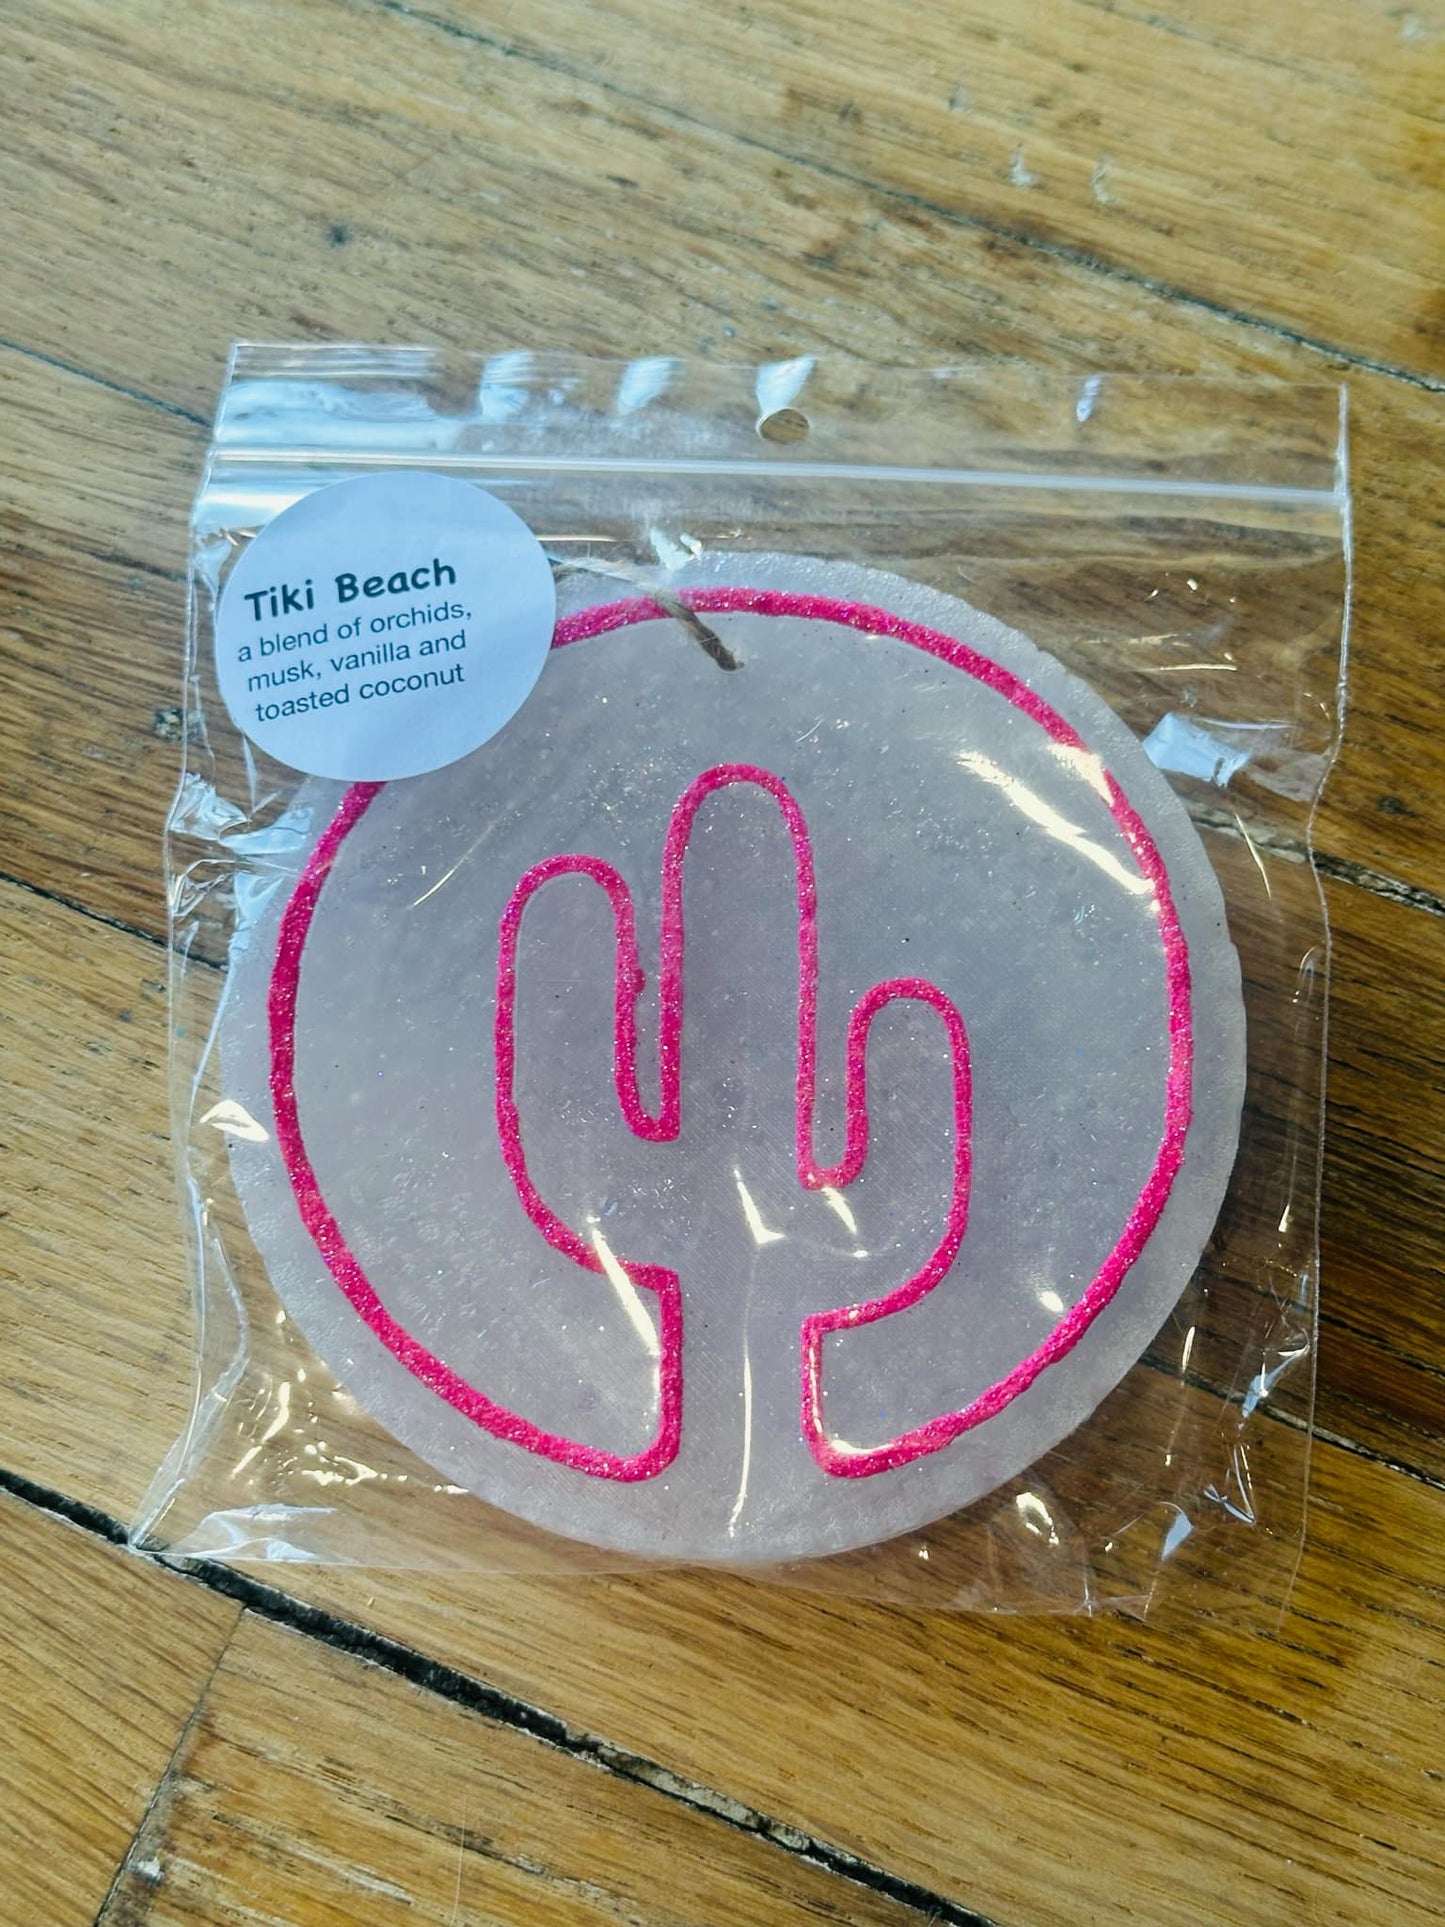 Tiki Beach
a blend of orchids,
musk, vanilla and
toasted coconut